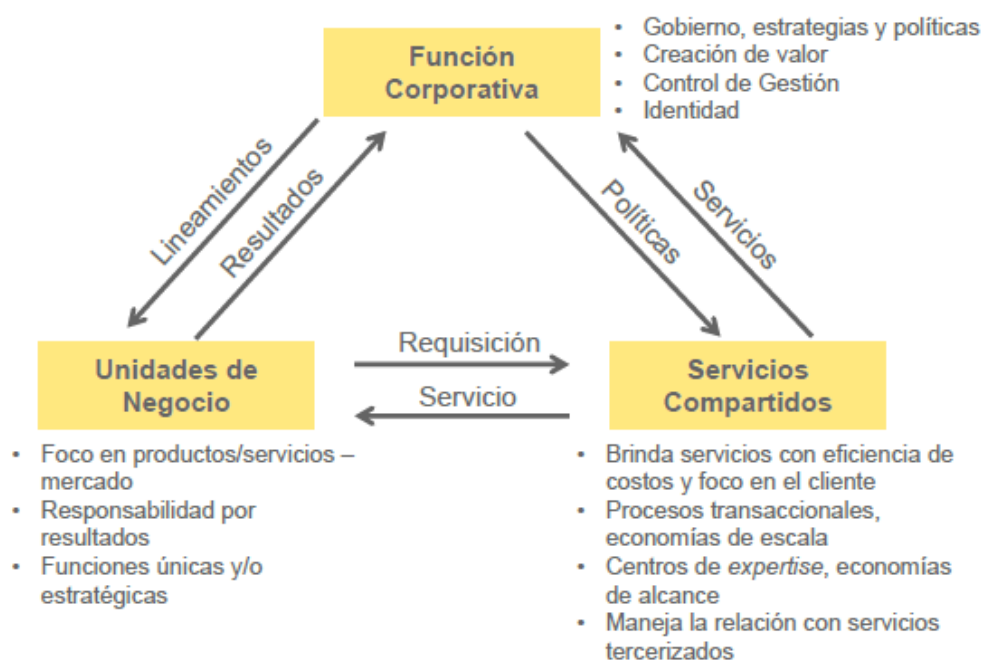 Función
Corporativa
• Gobierno, estrategias y políticas
• Creación de valor
• Control de Gestión
• Identidad
Lineamientos
Resultados
Políticas
Servicios
Requisición
Servicio
Unidades de
Negocio
• Foco en productos/servicios –
mercado
• Responsabilidad por
resultados
• Funciones únicas y/o
estratégicas
Servicios
Compartidos
• Brinda servicios con eficiencia de
costos y foco en el cliente
• Procesos transaccionales,
economías de escala
• Centros de expertise, economías
de alcance
• Maneja la relación con servicios
tercerizados